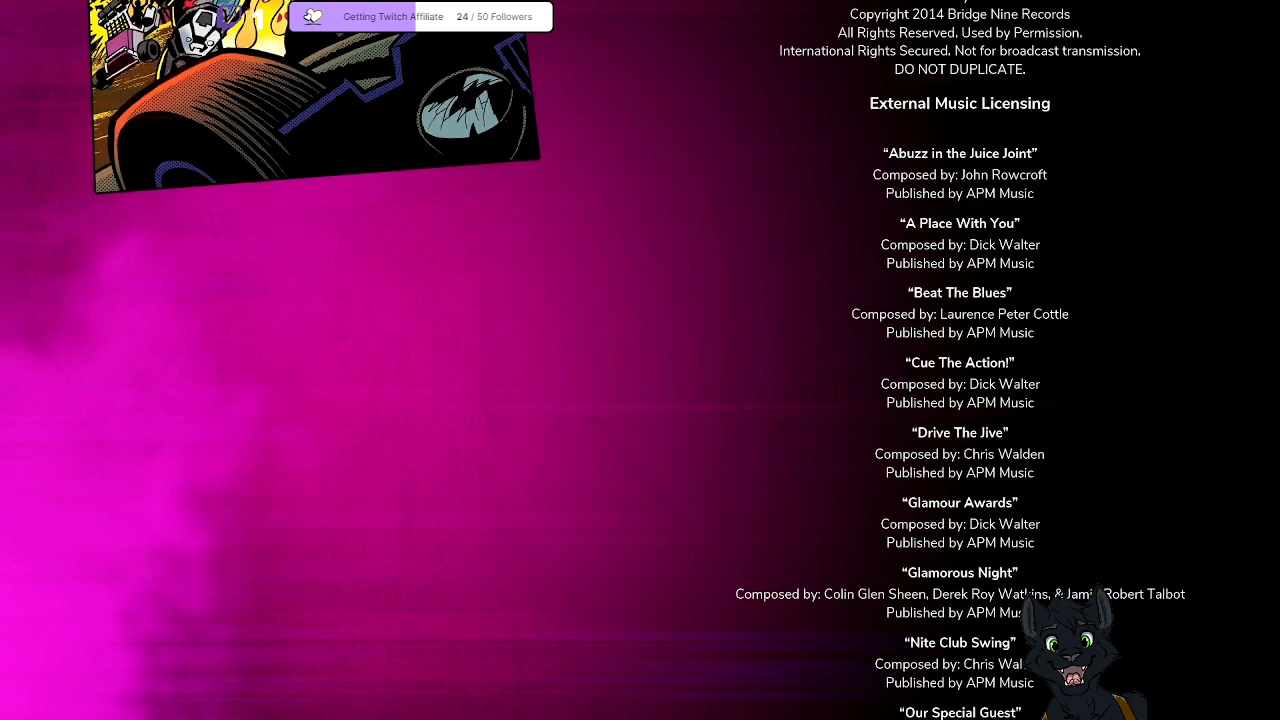 Getting Twitch Affiliate 24 / 50 Followers
Copyright 2014 Bridge Nine Records
All Rights Reserved. Used by Permission.
International Rights Secured. Not for broadcast transmission.
DO NOT DUPLICATE.
External Music Licensing
“Abuzz in the Juice Joint”
Composed by: John Rowcroft
Published by APM Music
“A Place With You”
Composed by: Dick Walter
Published by APM Music
“Beat The Blues”
Composed by: Laurence Peter Cottle
Published by APM Music
“Cue The Action!”
Composed by: Dick Walter
Published by APM Music
“Drive The Jive”
Composed by: Chris Walden
Published by APM Music
“Glamour Awards”
Composed by: Dick Walter
Published by APM Music
“Glamorous Night”
Composed by: Colin Glen Sheen, Derek Roy Watkins, & Jamie Robert Talbot
Published by APM
“Nite Club Swing”
Composed by: Chris
Published by APM Music
“Our Special Guest”